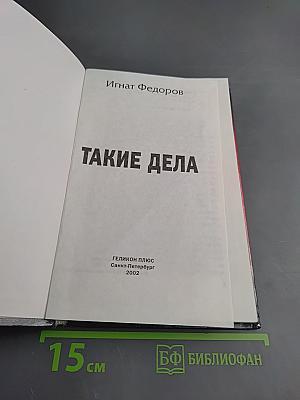 Игнат Федоров
ТАКИЕ ДЕЛА
ГЕЛИКОН ПЛЮС
Санкт-Петербург
2002
15 см
БФ БИБЛИОФАН